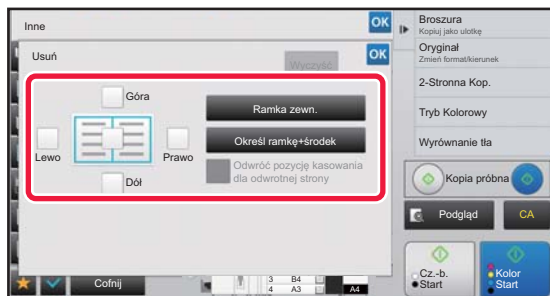 Inne
OK
Usuń
Wyczyść
OK
Góra
Lewo
Prawo
Dół
Ramka zewn.
Określ ramkę+środek
Odwróć pozycję kasowania
dla odwrotnej strony
Broszura
Kopiuj jako ulotkę
Oryginał
Zmień format/kierunek
2-Stronna Kop.
Tryb Kolorowy
Wyrównanie tła
Kopia próbna
Podgląd
CA
Cz.-b.
Start
Kolor
Start
Cofnij
3 B4
4 A3
A4